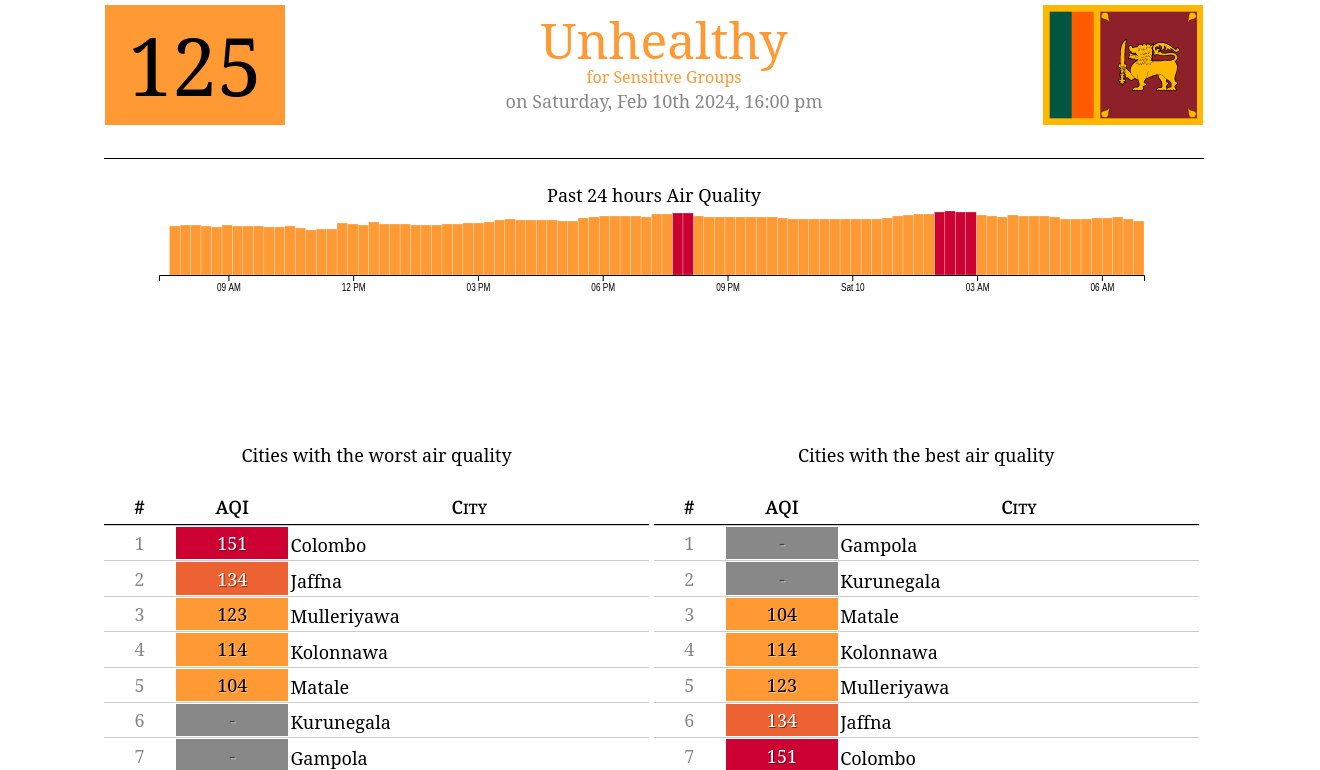 125
Unhealthy
for Sensitive Groups
on Saturday, Feb 10th 2024, 16:00 pm
Past 24 hours Air Quality
09 AM 12 PM 03 PM 06 PM 09 PM Sat 10 03 AM 06 AM
Cities with the worst air quality
# AQI City
1 151 Colombo
2 134 Jaffna
3 123 Mulleriyawa
4 114 Kolonnawa
5 104 Matale
6 - Kurunegala
7 - Gampola
Cities with the best air quality
# AQI City
1 - Gampola
2 - Kurunegala
3 104 Matale
4 114 Kolonnawa
5 123 Mulleriyawa
6 134 Jaffna
7 151 Colombo